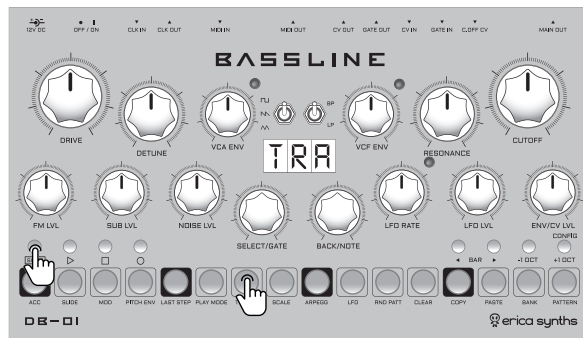 12V DC OFF / ON CLK IN CLK OUT MIDI IN MIDI OUT CV OUT GATE OUT CV IN GATE IN C.OFF CV MAIN OUT
BASSLINE
BP
LP
DRIVE DETUNE VCA ENV VCF ENV RESONANCE CUTOFF
TRA
FM LVL SUB LVL NOISE LVL SELECT/GATE BACK/NOTE LFO RATE LFO LVL ENV/CV LVL
CONFIG
BAR -1 OCT +1 OCT
ACC SLIDE MOD PITCH ENV LAST STEP PLAY MODE SCALE ARPEGG LFO RND PATT CLEAR COPY PASTE BANK PATTERN
DB-01 erica synths